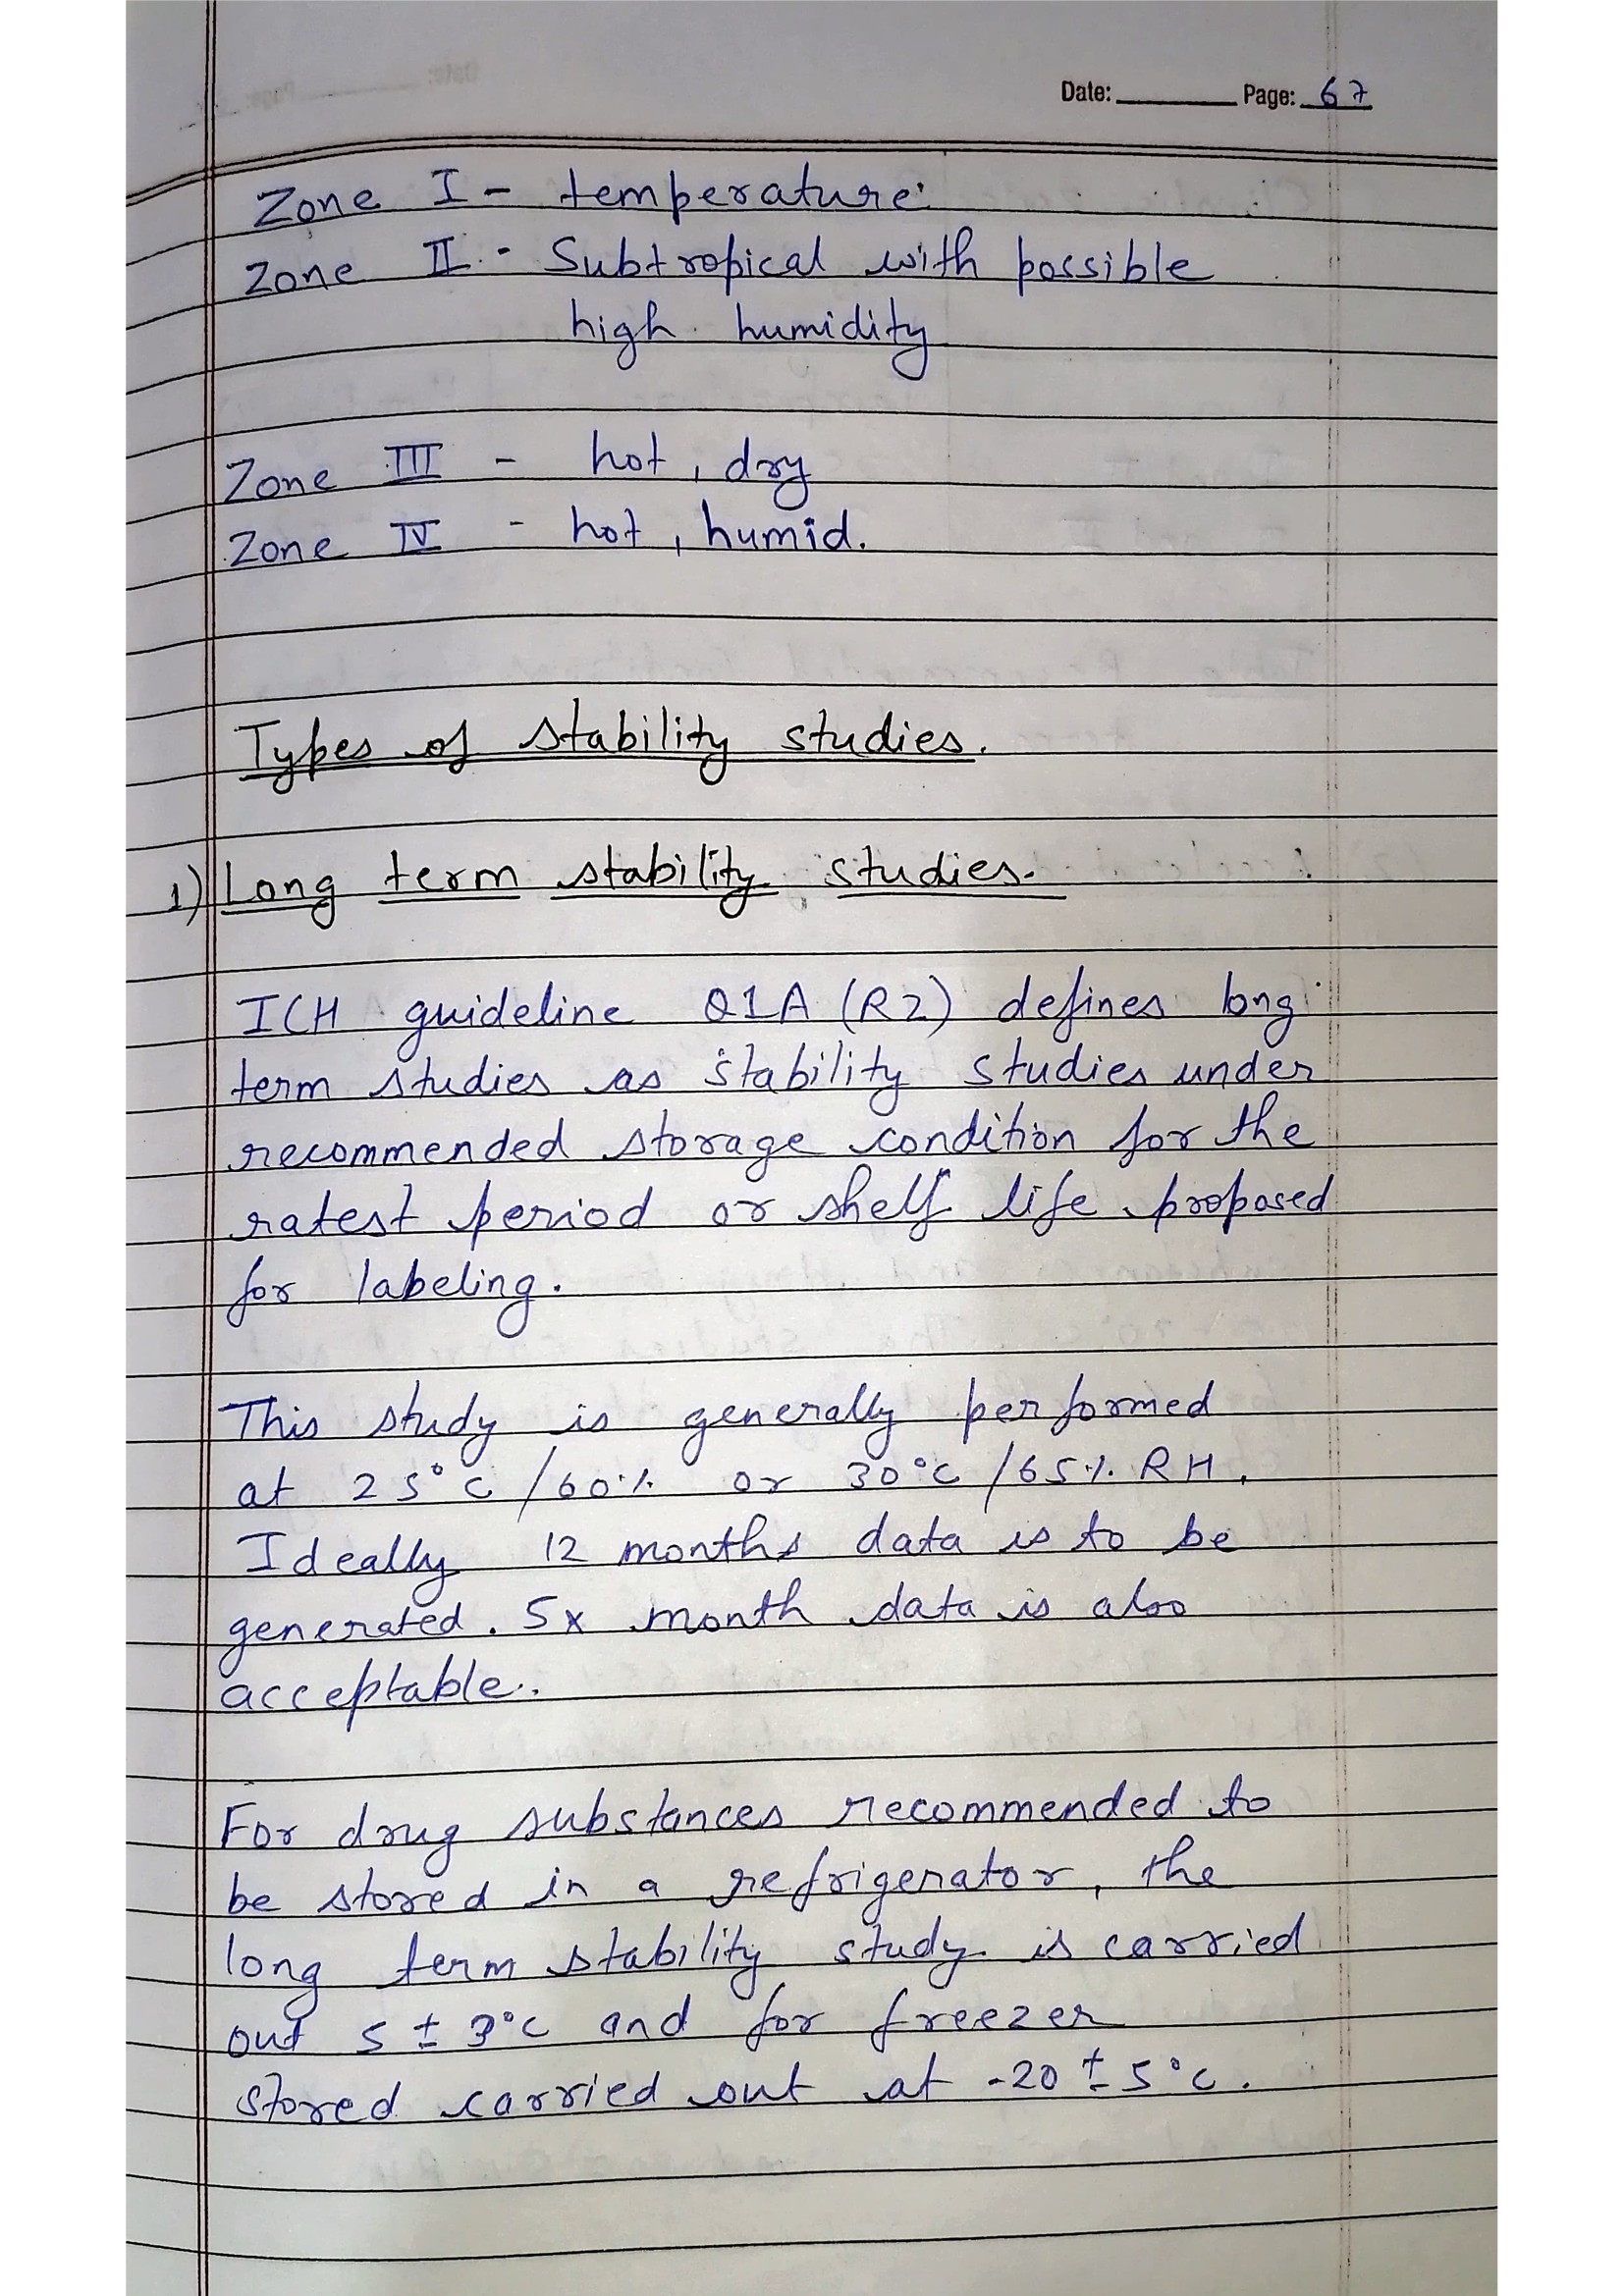 Date: Page: 67
Zone I - temperature
Zone II - Subtropical with possible
high humidity
Zone III - hot, dry
Zone IV - hot, humid.
Types of stability studies.
1) Long term stability studies.
ICH guideline Q1A (R2) defines long
term studies as stability studies under
recommended storage condition for the
ratest period or shelf life proposed
for labeling.
This study is generally performed
at 25°C /60% or 30°C /65% RH.
Ideally 12 months data is to be
generated. 5x month data is also
acceptable.
For drug substances recommended to
be stored in a refrigerator, the
long term stability study is carried
out 5 ± 3°C and for freezer
stored carried out at -20 ± 5°C.